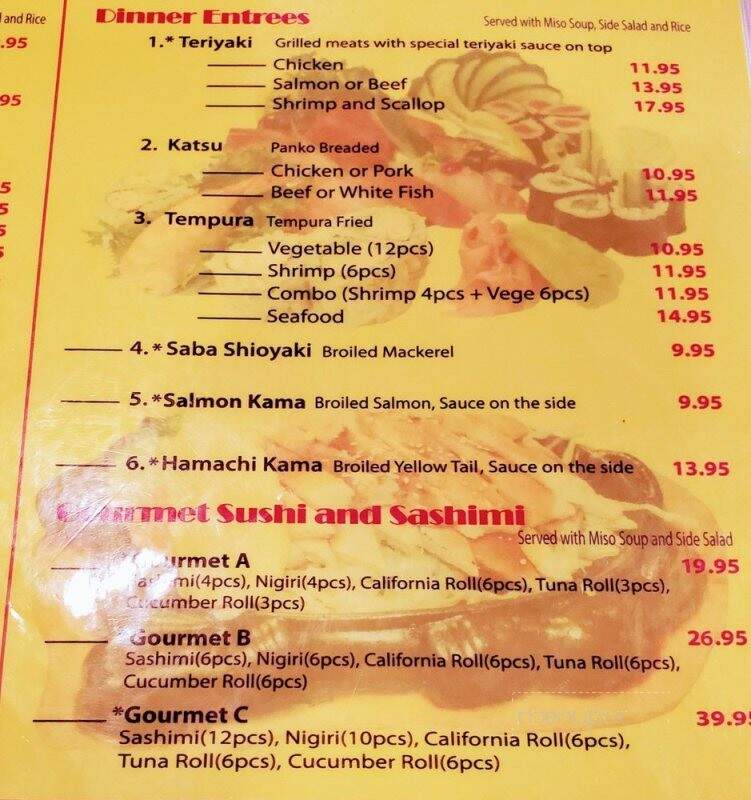 and Rice
.95
95
5
5
5
5
Dinner Entrees Served with Miso Soup, Side Salad and Rice
1.* Teriyaki Grilled meats with special teriyaki sauce on top
Chicken 11.95
Salmon or Beef 13.95
Shrimp and Scallop 17.95
2. Katsu Panko Breaded
Chicken or Pork 10.95
Beef or White Fish 11.95
3. Tempura Tempura Fried
Vegetable (12pcs) 10.95
Shrimp (6pcs) 11.95
Combo (Shrimp 4pcs + Vege 6pcs) 11.95
Seafood 14.95
4.* Saba Shioyaki Broiled Mackerel 9.95
5.*Salmon Kama Broiled Salmon, Sauce on the side 9.95
6.*Hamachi Kama Broiled Yellow Tail, Sauce on the side 13.95
Gourmet Sushi and Sashimi
Served with Miso Soup and Side Salad
*Gourmet A 19.95
Sashimi(4pcs), Nigiri(4pcs), California Roll(6pcs), Tuna Roll(3pcs),
Cucumber Roll(3pcs)
Gourmet B 26.95
Sashimi(6pcs), Nigiri(6pcs), California Roll(6pcs), Tuna Roll(6pcs),
Cucumber Roll(6pcs)
*Gourmet C 39.95
Sashimi(12pcs), Nigiri(10pcs), California Roll(6pcs),
Tuna Roll(6pcs), Cucumber Roll(6pcs)